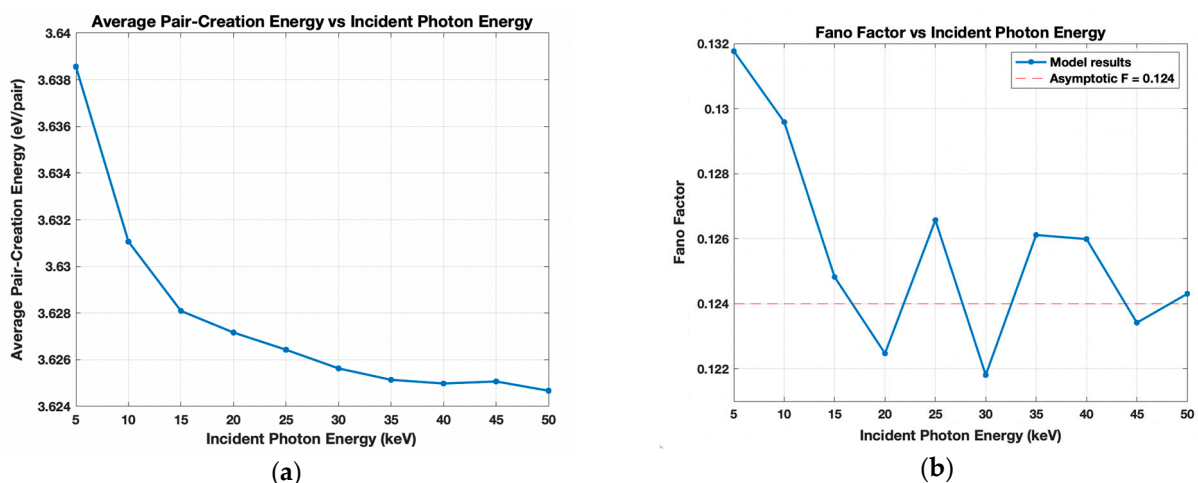 Average Pair-Creation Energy vs Incident Photon Energy
3.64
3.638
3.636
3.634
3.632
3.63
3.628
3.626
3.624
Average Pair-Creation Energy (eV/pair)
5 10 15 20 25 30 35 40 45 50
Incident Photon Energy (keV)
(a)
Fano Factor vs Incident Photon Energy
0.132
0.13
0.128
0.126
0.124
0.122
Fano Factor
Model results
Asymptotic F = 0.124
5 10 15 20 25 30 35 40 45 50
Incident Photon Energy (keV)
(b)